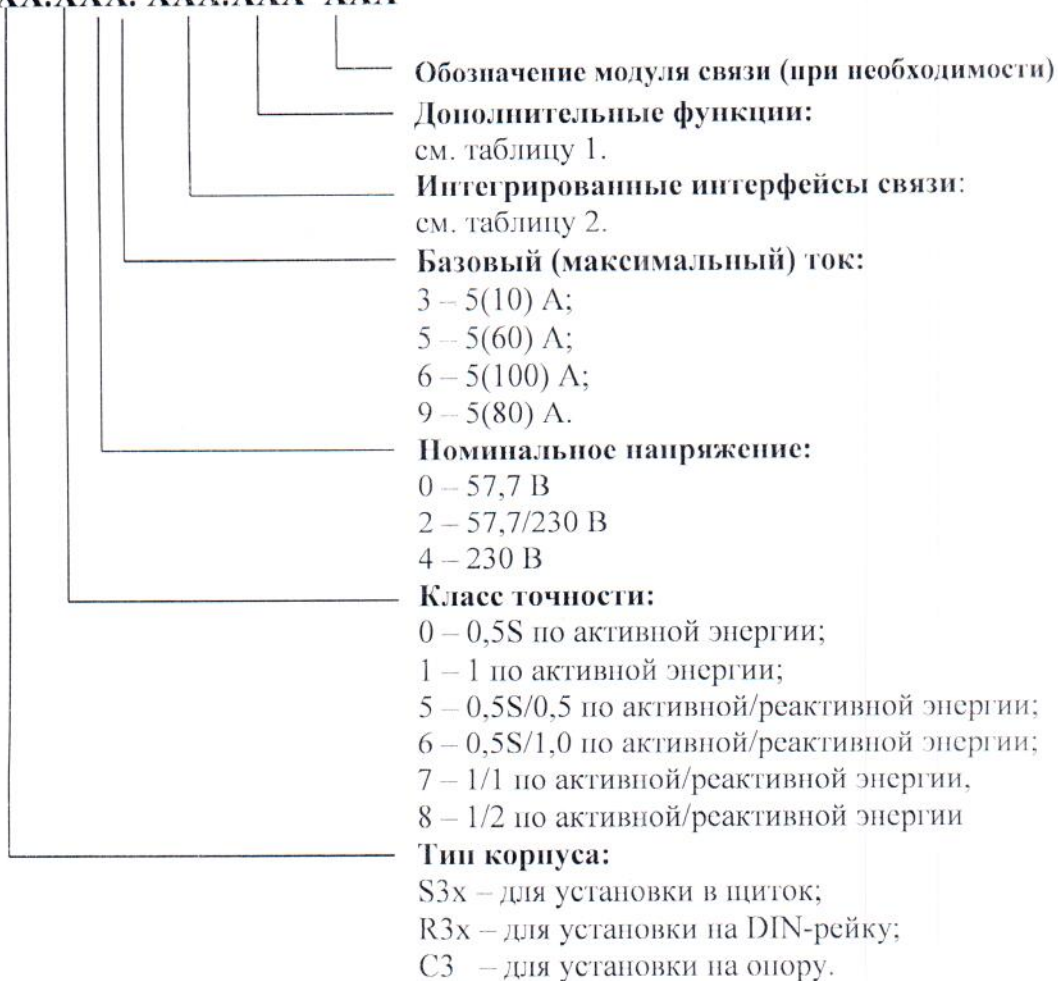 Обозначение модуля связи (при необходимости)
Дополнительные функции:
см. таблицу 1.
Интегрированные интерфейсы связи:
см. таблицу 2.
Базовый (максимальный) ток:
3 – 5(10) А;
5 – 5(60) А;
6 – 5(100) А;
9 – 5(80) А.
Номинальное напряжение:
0 – 57,7 В
2 – 57,7/230 В
4 – 230 В
Класс точности:
0 – 0,5S по активной энергии;
1 – 1 по активной энергии;
5 – 0,5S/0,5 по активной/реактивной энергии;
6 – 0,5S/1,0 по активной/реактивной энергии;
7 – 1/1 по активной/реактивной энергии,
8 – 1/2 по активной/реактивной энергии
Тип корпуса:
S3x – для установки в щиток;
R3x – для установки на DIN-рейку;
C3 – для установки на опору.